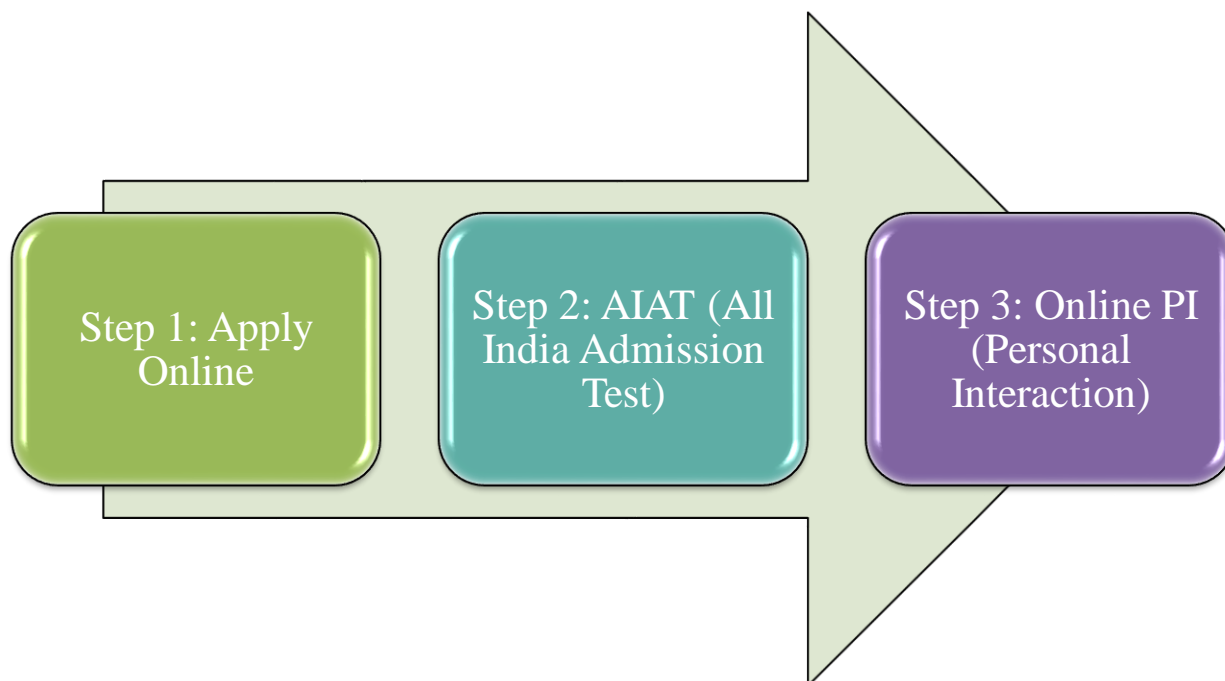 Step 1: Apply
Online
Step 2: AIAT (All
India Admission
Test)
Step 3: Online PI
(Personal
Interaction)